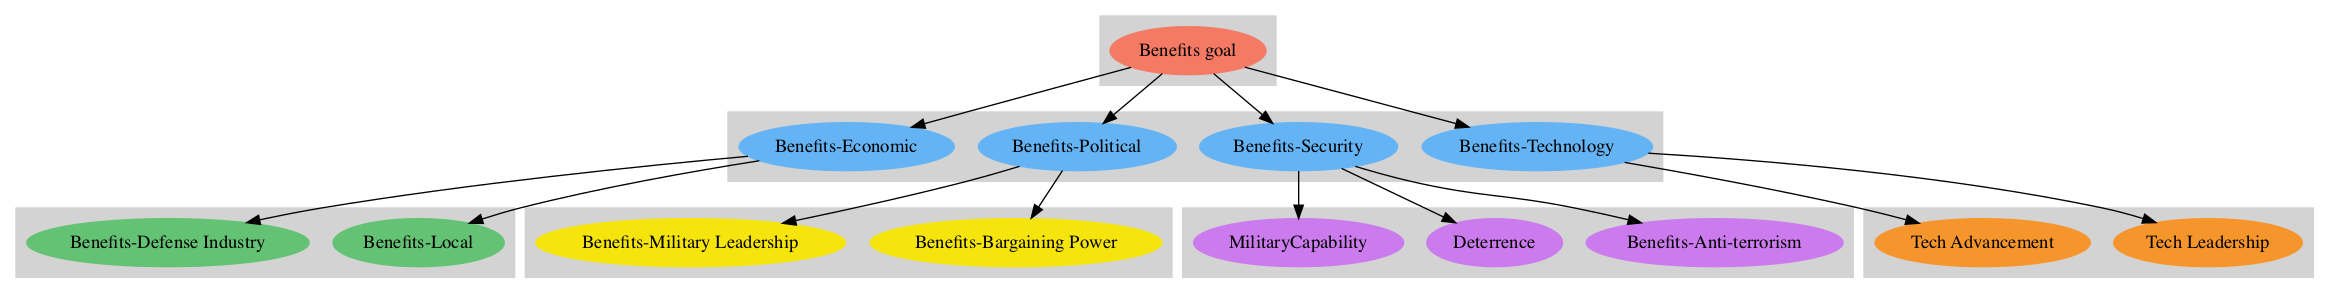 Benefits goal
Benefits-Economic
Benefits-Political
Benefits-Security
Benefits-Technology
Benefits-Defense Industry
Benefits-Local
Benefits-Military Leadership
Benefits-Bargaining Power
MilitaryCapability
Deterrence
Benefits-Anti-terrorism
Tech Advancement
Tech Leadership